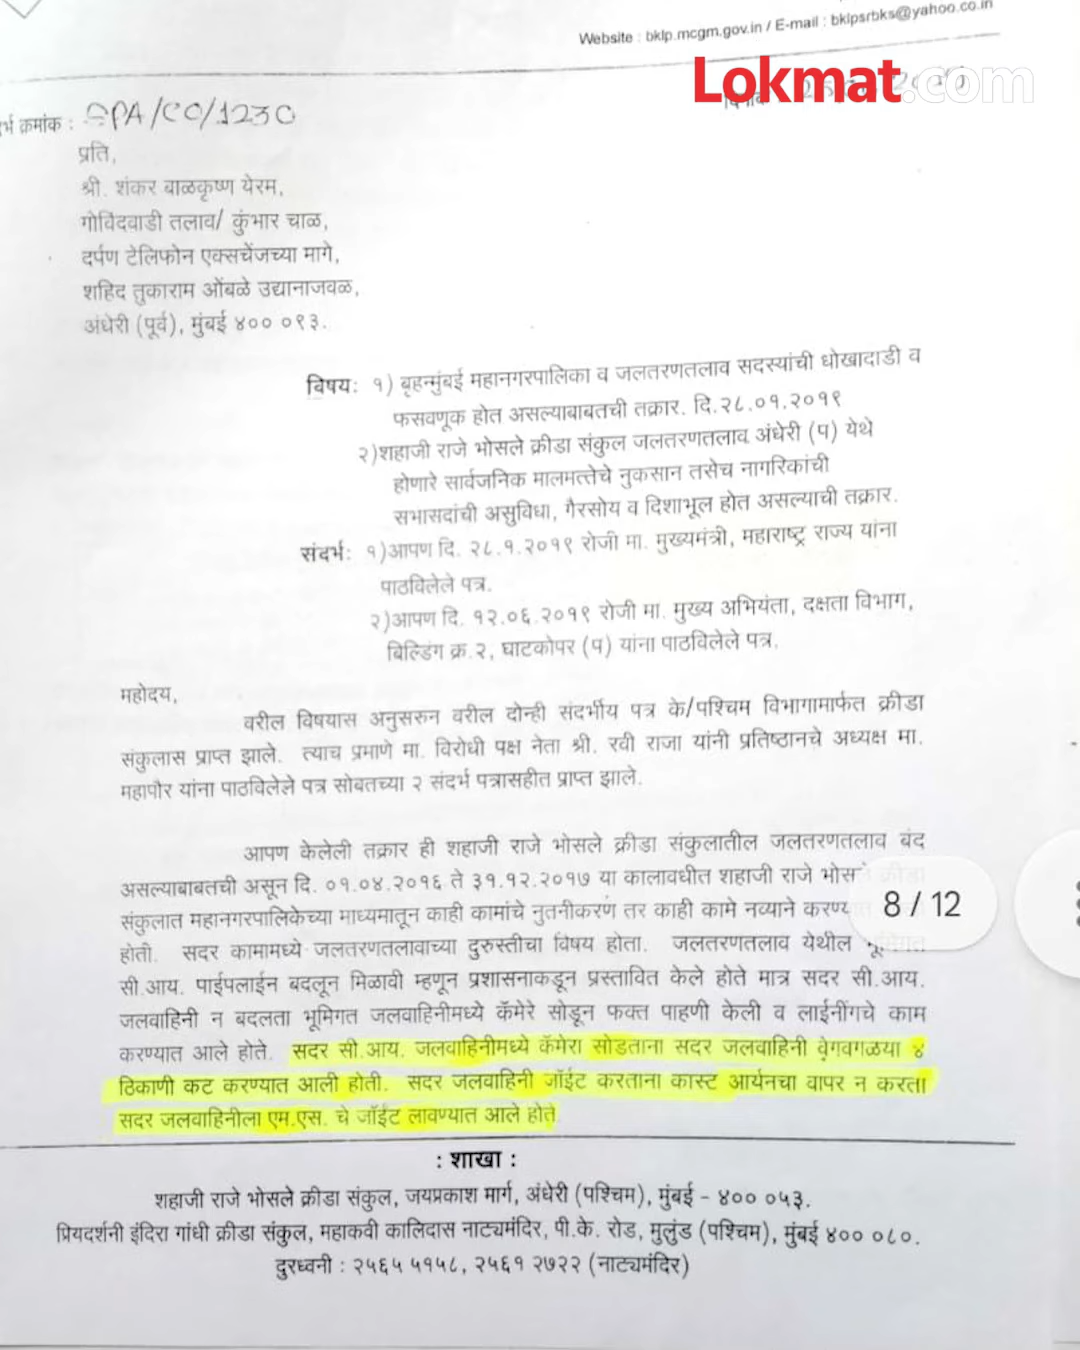 Website : bklp.mcgm.gov.in / E-mail : bklpsrbks@yahoo.co.in
Lokmat.com
र्भ क्रमांक : SPA/CO/1230
प्रति,
श्री. शंकर बाळकृष्ण येरम,
गोविंदवाडी तलाव/ कुंभार चाळ,
दर्पण टेलिफोन एक्सचेंजच्या मागे,
शहिद तुकाराम ओंबळे उद्यानाजवळ,
अंधेरी (पूर्व), मुंबई ४०० ०९३.
विषय: १) बृहन्मुंबई महानगरपालिका व जलतरणतलाव सदस्यांची धोखादाडी व
फसवणूक होत असल्याबाबतची तक्रार. दि.२८.०१.२०१९
२)शहाजी राजे भोसले क्रीडा संकुल जलतरणतलाव अंधेरी (प) येथे
होणारे सार्वजनिक मालमत्तेचे नुकसान तसेच नागरिकांची
सभासदांची असुविधा, गैरसोय व दिशाभूल होत असल्याची तक्रार.
संदर्भ: १)आपण दि. २८.१.२०१९ रोजी मा. मुख्यमंत्री, महाराष्ट्र राज्य यांना
पाठविलेले पत्र.
२)आपण दि. १२.०६.२०१९ रोजी मा. मुख्य अभियंता, दक्षता विभाग,
बिल्डिंग क्र.२, घाटकोपर (प) यांना पाठविलेले पत्र.
महोदय,
वरील विषयास अनुसरुन वरील दोन्ही संदर्भीय पत्र के/पश्चिम विभागामार्फत क्रीडा
संकुलास प्राप्त झाले. त्याच प्रमाणे मा. विरोधी पक्ष नेता श्री. रवी राजा यांनी प्रतिष्ठानचे अध्यक्ष मा.
महापौर यांना पाठविलेले पत्र सोबतच्या २ संदर्भ पत्रासहीत प्राप्त झाले.
आपण केलेली तक्रार ही शहाजी राजे भोसले क्रीडा संकुलातील जलतरणतलाव बंद
असल्याबाबतची असून दि. ०१.०४.२०१६ ते ३१.१२.२०१७ या कालावधीत शहाजी राजे भोसले क्रीडा
संकुलात महानगरपालिकेच्या माध्यमातून काही कामांचे नुतनीकरण तर काही कामे नव्याने करण्य
8 / 12
होती. सदर कामामध्ये जलतरणतलावाच्या दुरुस्तीचा विषय होता. जलतरणतलाव येथील भूमिगत
सी.आय. पाईपलाईन बदलून मिळावी म्हणून प्रशासनाकडून प्रस्तावित केले होते मात्र सदर सी.आय.
जलवाहिनी न बदलता भूमिगत जलवाहिनीमध्ये कॅमेरे सोडून फक्त पाहणी केली व लाईनींगचे काम
करण्यात आले होते. सदर सी.आय. जलवाहिनीमध्ये कॅमेरा सोडताना सदर जलवाहिनी वेगवगळया ४
ठिकाणी कट करण्यात आली होती. सदर जलवाहिनी जॉईट करताना कास्ट आर्यनचा वापर न करता
सदर जलवाहिनीला एम.एस. चे जॉईट लावण्यात आले होते
: शाखा :
शहाजी राजे भोसले क्रीडा संकुल, जयप्रकाश मार्ग, अंधेरी (पश्चिम), मुंबई - ४०० ०५३.
प्रियदर्शनी इंदिरा गांधी क्रीडा संकुल, महाकवी कालिदास नाट्यमंदिर, पी.के. रोड, मुलुंड (पश्चिम), मुंबई ४०० ०८०.
दुरध्वनी : २५६५ ५१५८, २५६१ २७२२ (नाट्यमंदिर)